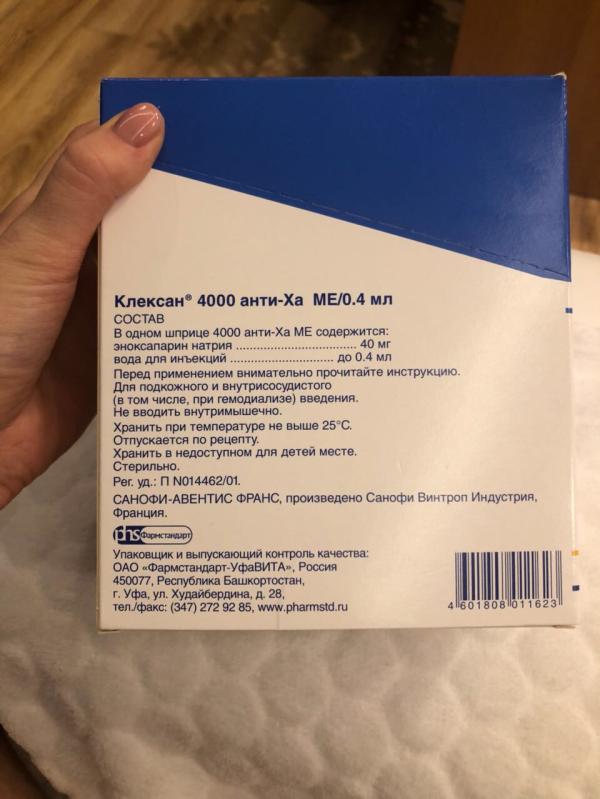 Клексан® 4000 анти-Ха МЕ/0.4 мл
СОСТАВ
В одном шприце 4000 анти-Ха МЕ содержится:
эноксапарин натрия ..................................... 40 мг
вода для инъекций ............................... до 0.4 мл
Перед применением внимательно прочитайте инструкцию.
Для подкожного и внутрисосудистого
(в том числе, при гемодиализе) введения.
Не вводить внутримышечно.
Хранить при температуре не выше 25°С.
Отпускается по рецепту.
Хранить в недоступном для детей месте.
Стерильно.
Рег. уд.: П N014462/01.
САНОФИ-АВЕНТИС ФРАНС, произведено Санофи Винтроп Индустрия,
Франция.
phs Фармстандарт
Упаковщик и выпускающий контроль качества:
ОАО «Фармстандарт-УфаВИТА», Россия
450077, Республика Башкортостан,
г. Уфа, ул. Худайбердина, д. 28,
тел./факс: (347) 272 92 85, www.pharmstd.ru
4 601808 011623